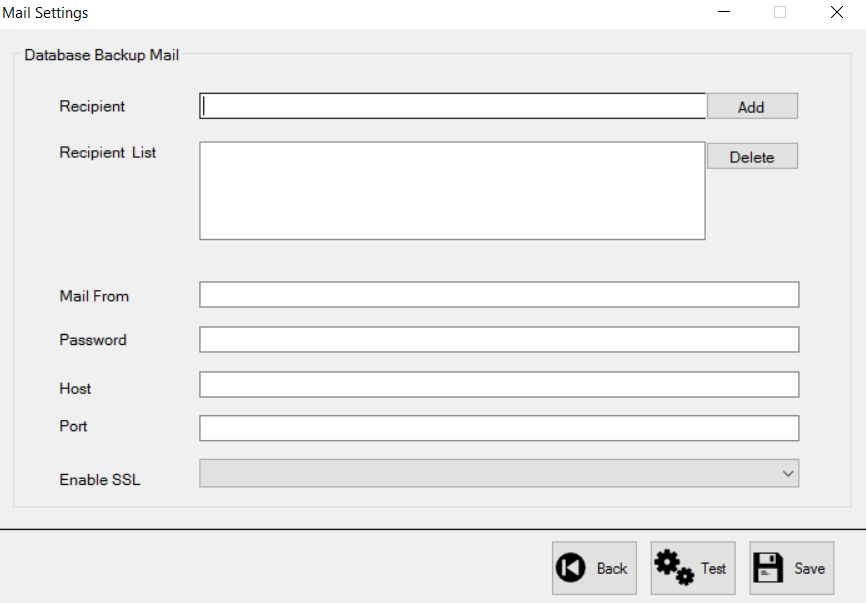 Mail Settings
Database Backup Mail
Recipient
Add
Recipient List
Delete
Mail From
Password
Host
Port
Enable SSL
Back
Test
Save